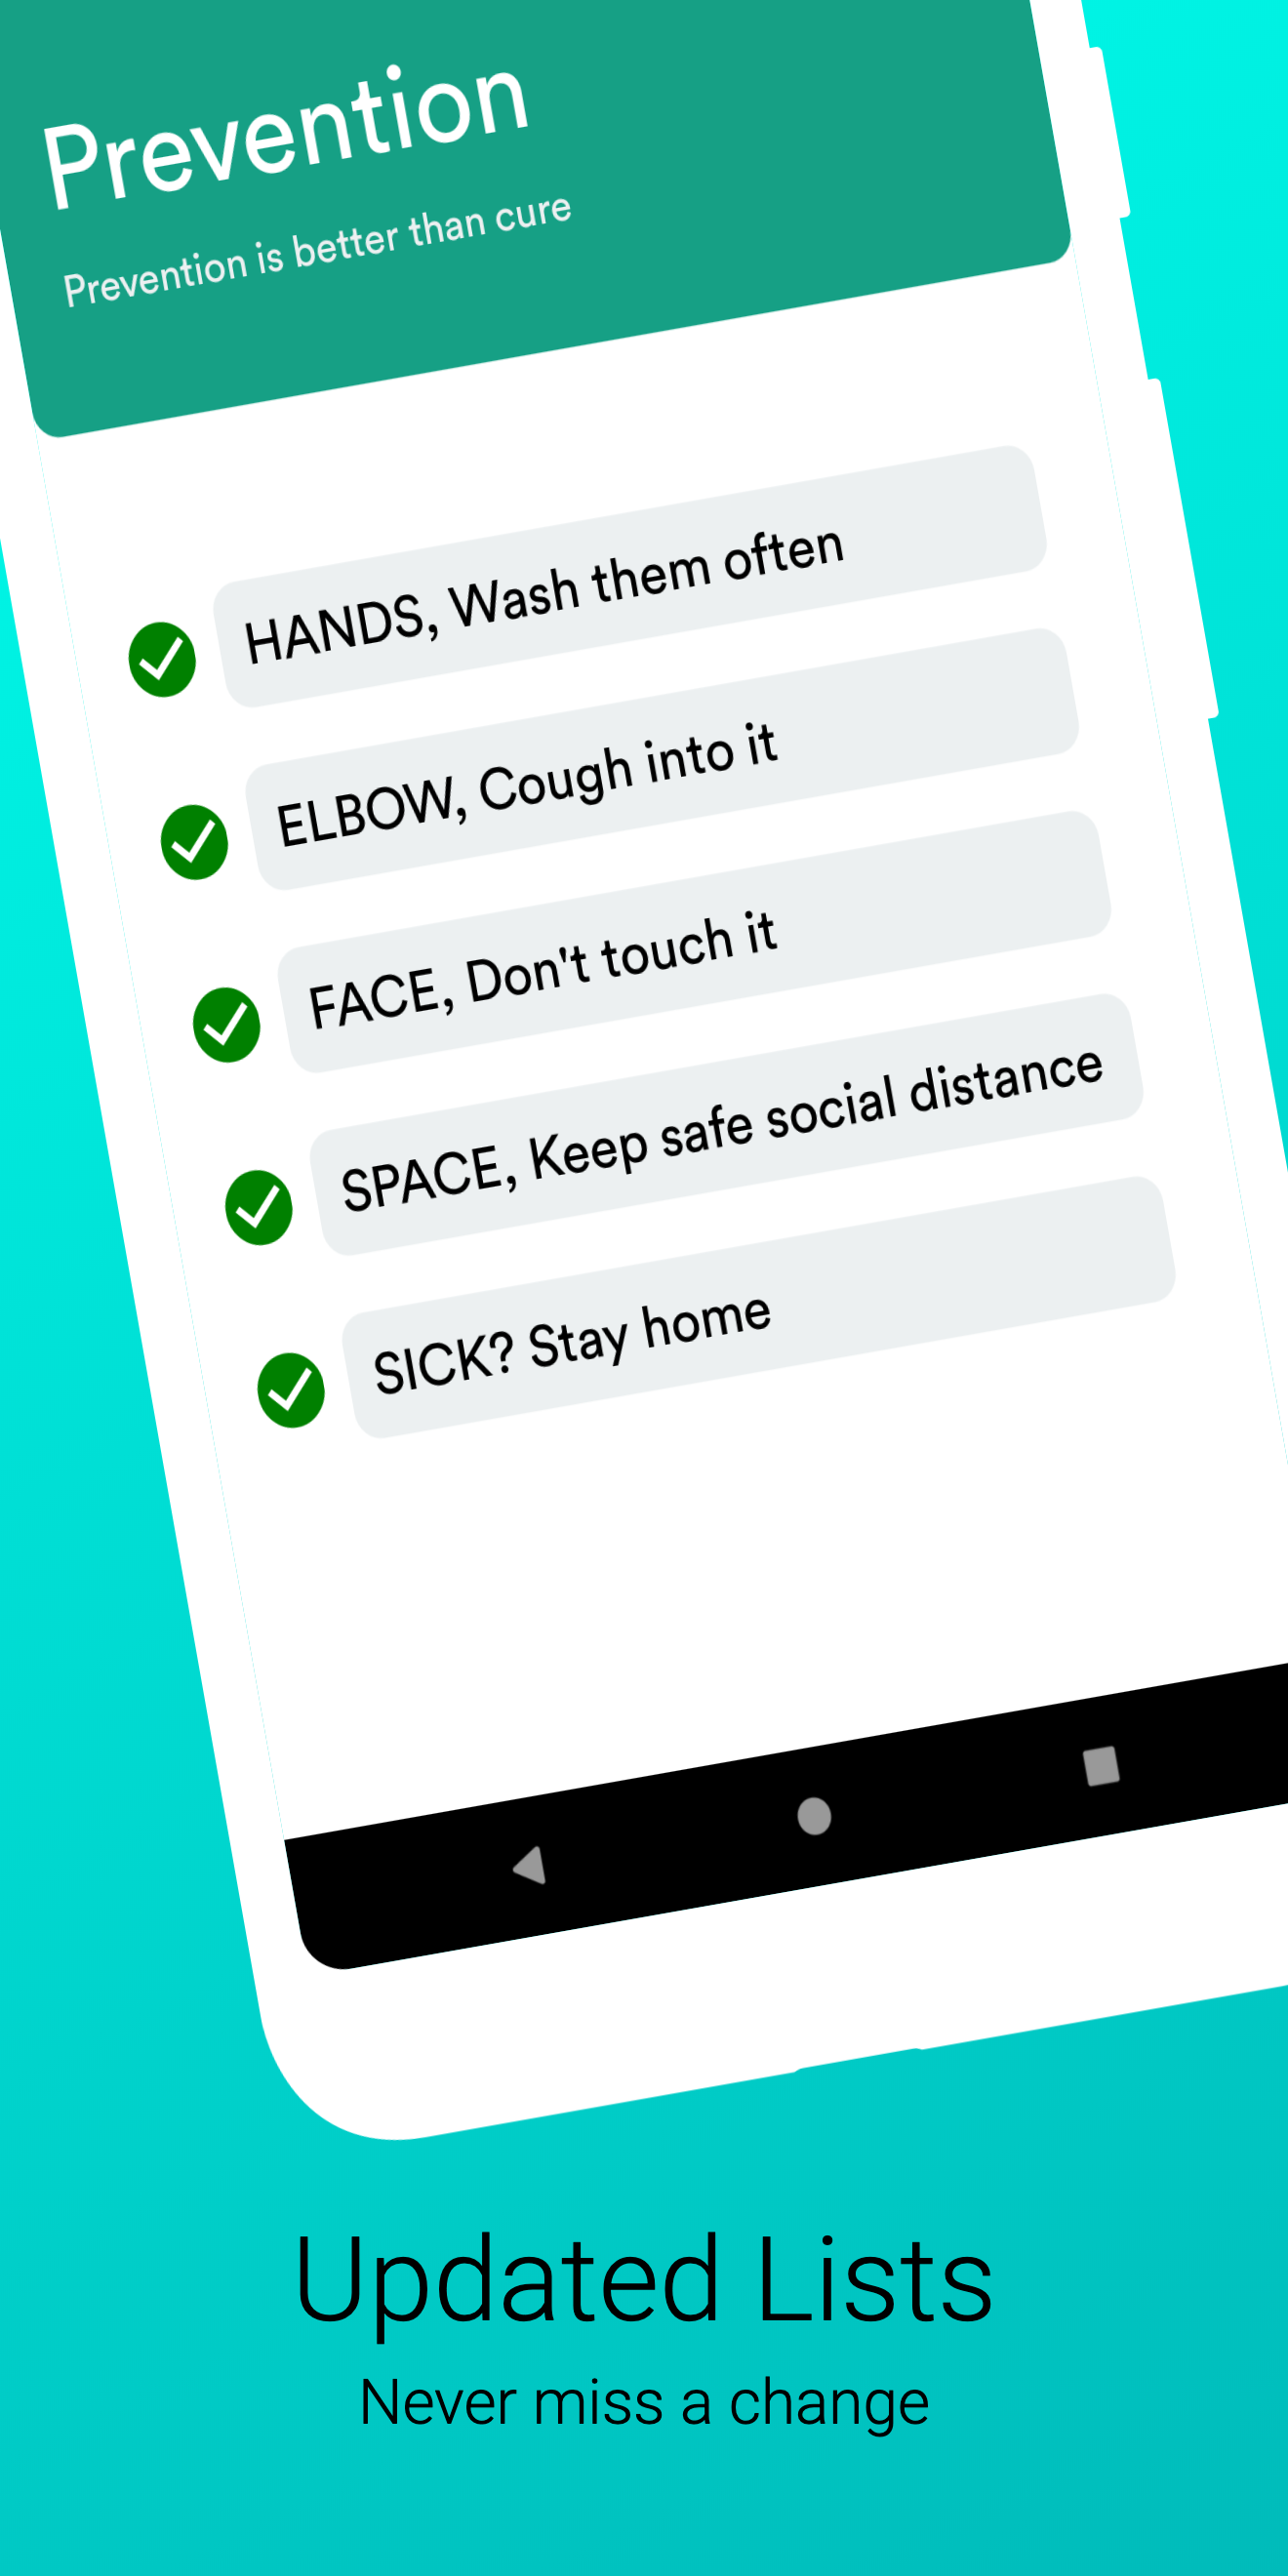 Prevention
Prevention is better than cure
HANDS, Wash them often
ELBOW, Cough into it
FACE, Don't touch it
SPACE, Keep safe social distance
SICK? Stay home
Updated Lists
Never miss a change